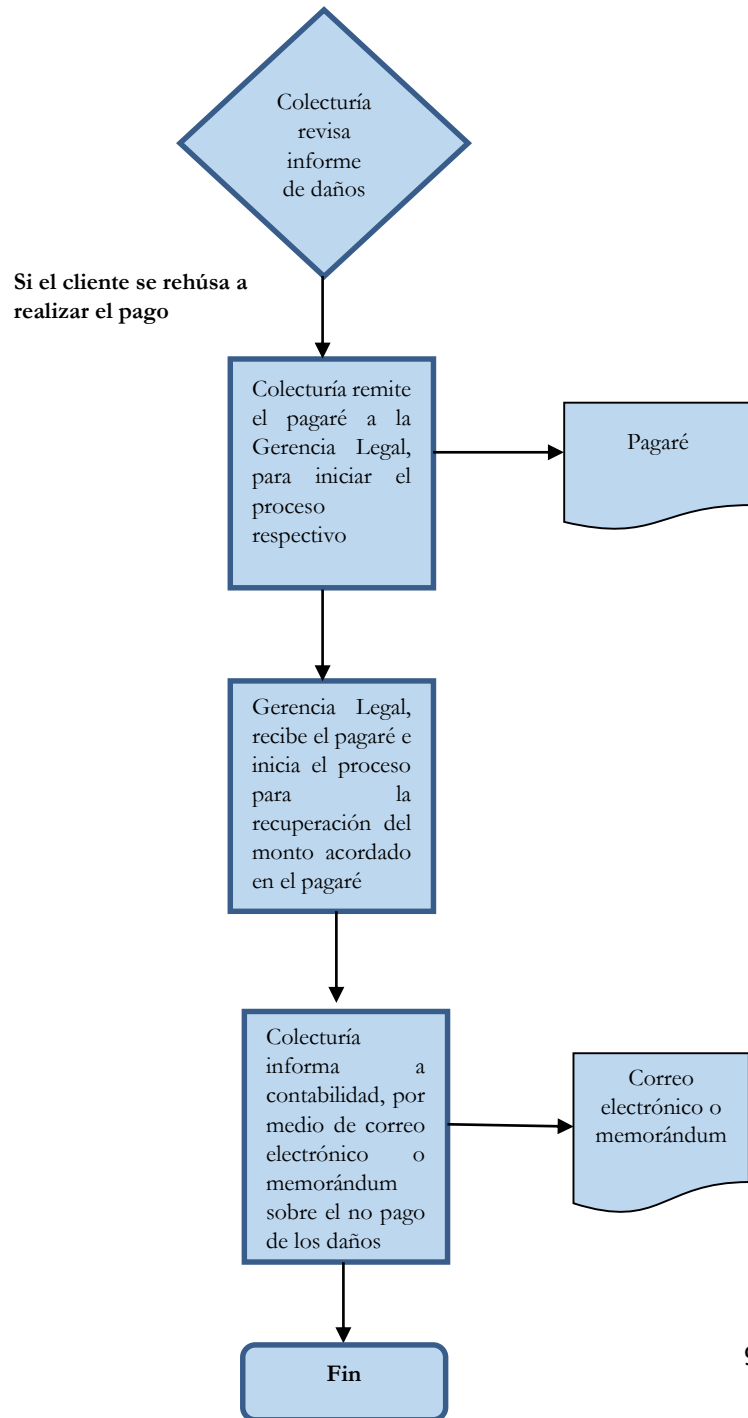 Colecturía
revisa
informe
de daños
Si el cliente se rehúsa a
realizar el pago
Colecturía remite
el pagaré a la
Gerencia Legal,
para iniciar el
proceso
respectivo
Pagaré
Gerencia Legal,
recibe el pagaré e
inicia el proceso
para la
recuperación del
monto acordado
en el pagaré
Colecturía
informa a
contabilidad, por
medio de correo
electrónico o
memorándum
sobre el no pago
de los daños
Correo
electrónico o
memorándum
Fin